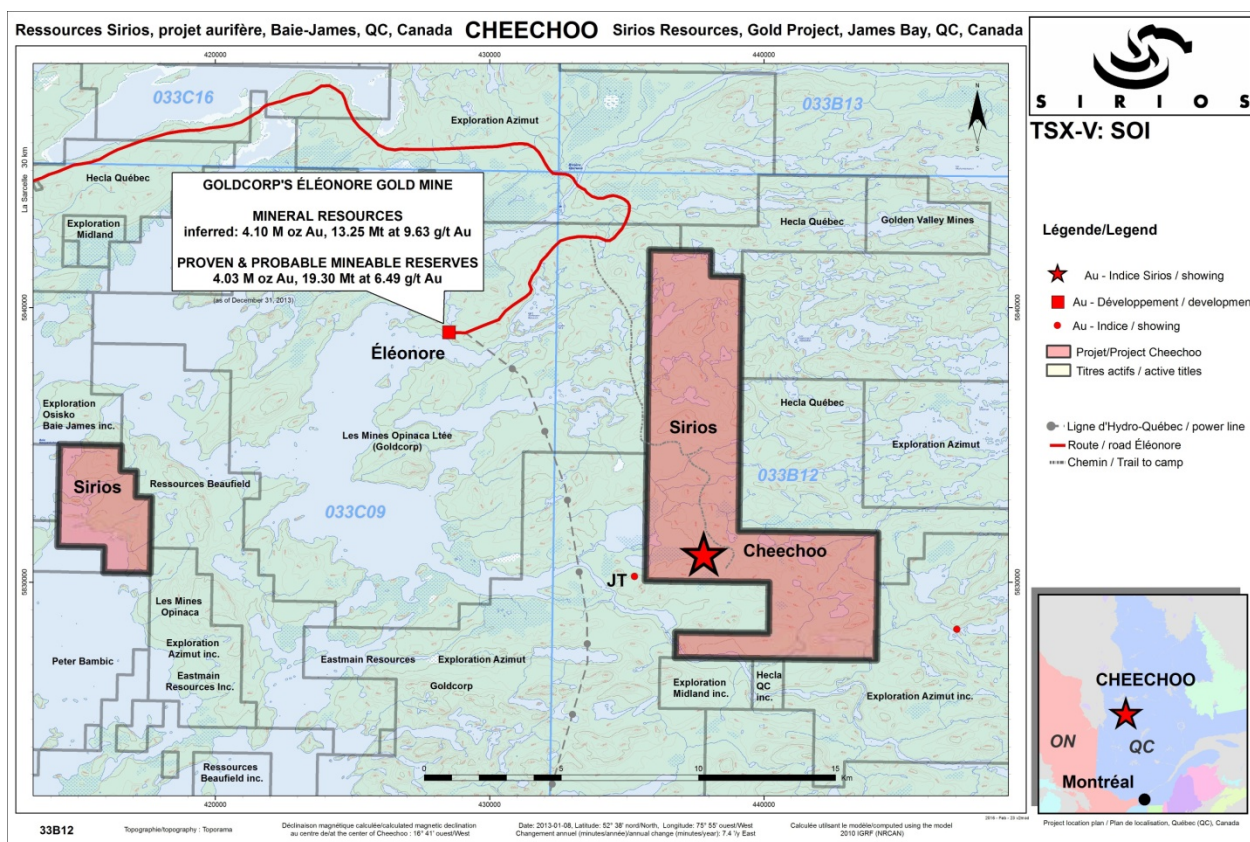 Ressources Sirios, projet aurifère, Baie-James, QC, Canada CHEECHOO Sirios Resources, Gold Project, James Bay, QC, Canada
SIRIOS
TSX-V: SOI
420000
430000
440000
033C16
033B13
Exploration Azimut
N
S
La Sarcelle 30 km
Hecla Québec
GOLDCORP'S ÉLÉONORE GOLD MINE
MINERAL RESOURCES
inferred: 4.10 M oz Au, 13.25 Mt at 9.63 g/t Au
PROVEN & PROBABLE MINEABLE RESERVES
4.03 M oz Au, 19.30 Mt at 6.49 g/t Au
(as of December 31, 2013)
Exploration
Midland
Hecla Québec
Golden Valley Mines
5840000
5840000
Éléonore
Exploration
Osisko
Baie James inc.
Les Mines Opinaca Ltée
(Goldcorp)
Sirios
Hecla Québec
Exploration Azimut
Sirios
Ressources Beaufield
033C09
033B12
Cheechoo
JT
5830000
5830000
Les Mines
Opinaca
Exploration
Azimut inc.
Eastmain
Resources Inc.
Peter Bambic
Eastmain Resources
Exploration Azimut
Goldcorp
Exploration
Midland inc.
Hecla
QC
inc.
Exploration Azimut inc.
Ressources
Beaufield inc.
0
5
10
15
Km
420000
430000
440000
Légende/Legend
Au - Indice Sirios / showing
Au - Développement / developmen
Au - Indice / showing
Projet/Project Cheechoo
Titres actifs / active titles
Ligne d'Hydro-Québec / power line
Route / road Éléonore
Chemin / Trail to camp
CHEECHOO
ON
QC
Montréal
Project location plan / Plan de localisation, Québec (QC), Canada
33B12
Topographie/topography : Toporama
Déclinaison magnétique calculée/calculated magnetic declination
au centre de/at the center of Cheechoo : 16° 41' ouest/West
Date: 2013-01-08, Latitude: 52° 38' nord/North, Longitude: 75° 55' ouest/West
Changement annuel (minutes/année)/annual change (minutes/year): 7.4 '/y East
Calculée utilisant le modèle/computed using the model
2010 IGRF (NRCAN)